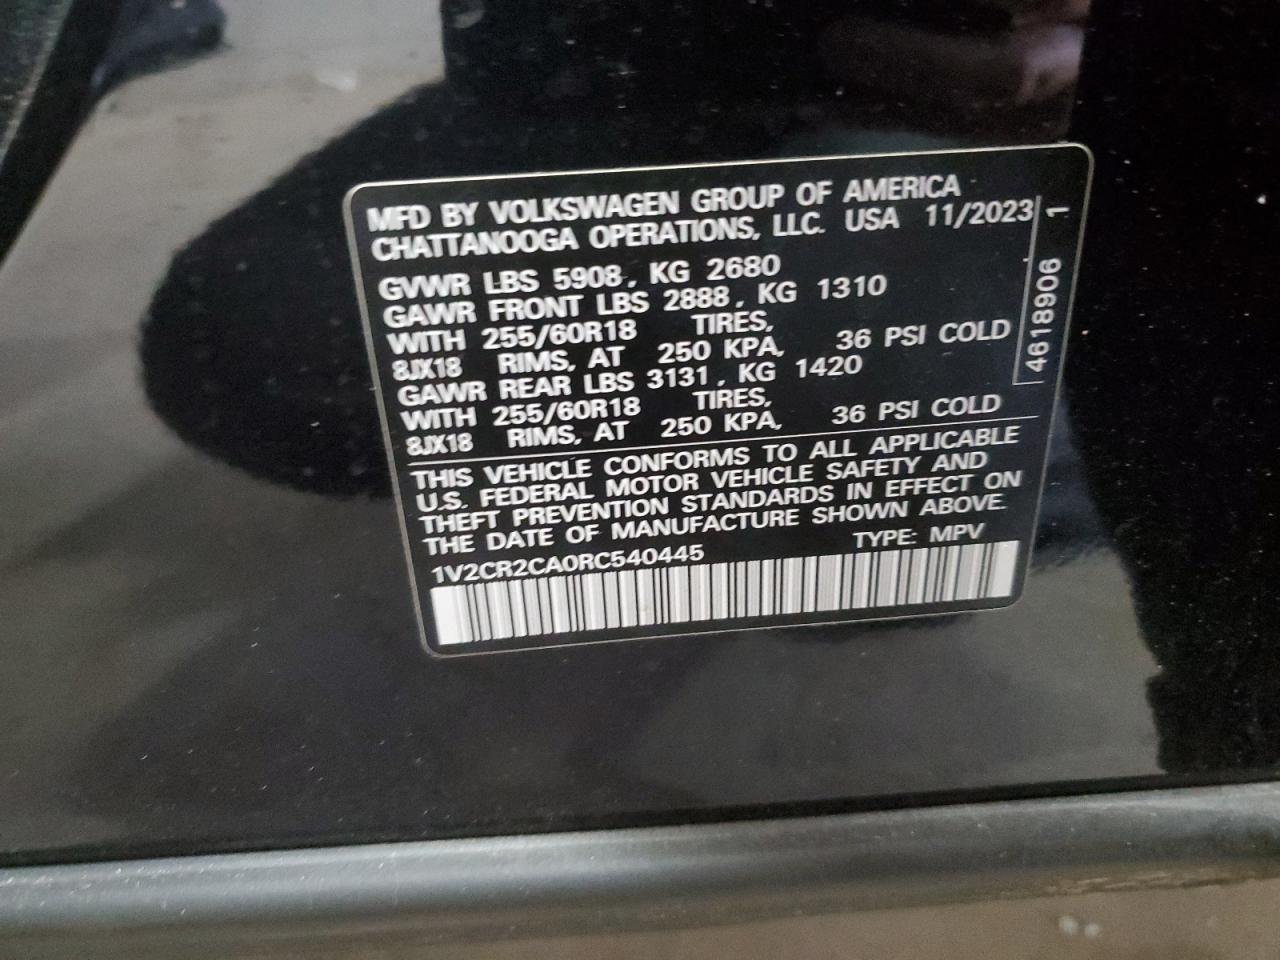 MFD BY VOLKSWAGEN GROUP OF AMERICA
CHATTANOOGA OPERATIONS, LLC. USA 11/2023
GVWR LBS 5908, KG 2680
GAWR FRONT LBS 2888, KG 1310
WITH 255/60R18 TIRES,
8JX18 RIMS, AT 250 KPA, 36 PSI COLD
GAWR REAR LBS 3131, KG 1420
WITH 255/60R18 TIRES,
8JX18 RIMS, AT 250 KPA, 36 PSI COLD
THIS VEHICLE CONFORMS TO ALL APPLICABLE
U.S. FEDERAL MOTOR VEHICLE SAFETY AND
THEFT PREVENTION STANDARDS IN EFFECT ON
THE DATE OF MANUFACTURE SHOWN ABOVE.
1V2CR2CA0RC540445 TYPE: MPV
4618906 1